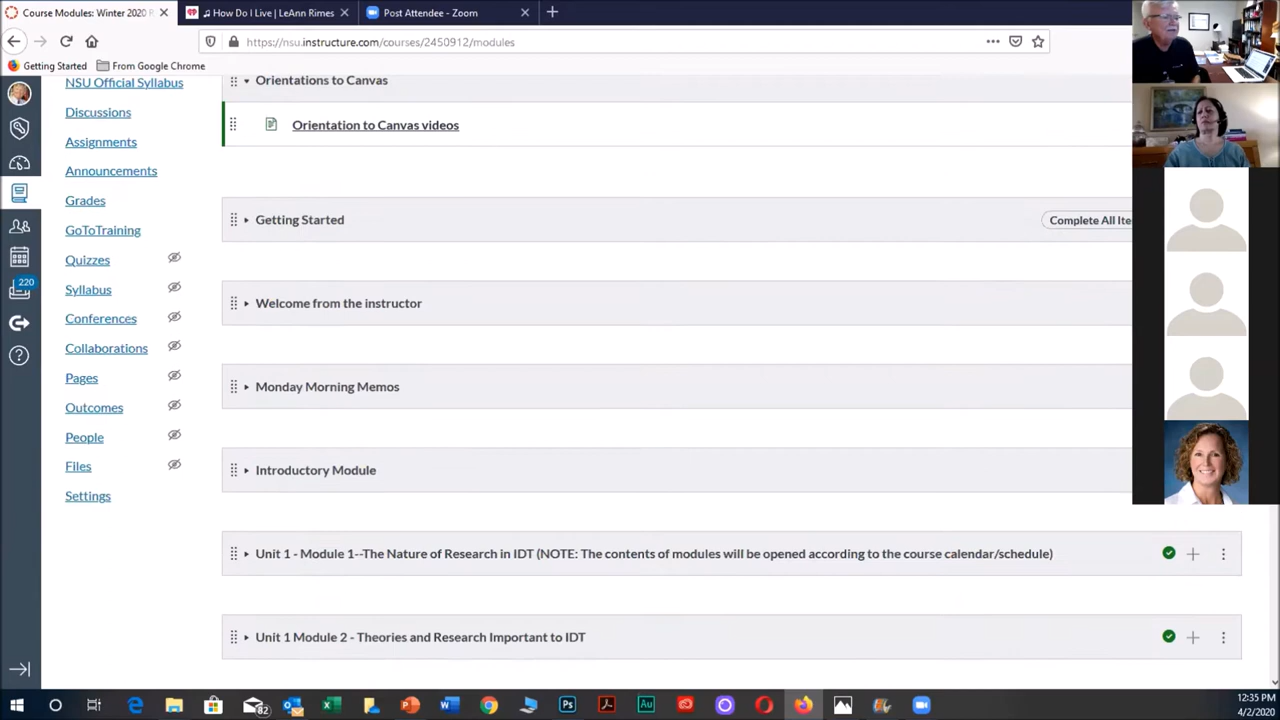 Course Modules: Winter 2020 R
How Do I Live | LeAnn Rimes
Post Attendee - Zoom
https://nsu.instructure.com/courses/2450912/modules
Getting Started
From Google Chrome
NSU Official Syllabus
Discussions
Assignments
Announcements
Grades
GoToTraining
Quizzes
Syllabus
Conferences
Collaborations
Pages
Outcomes
People
Files
Settings
220
Orientations to Canvas
Orientation to Canvas videos
Getting Started
Complete All Ite
Welcome from the instructor
Monday Morning Memos
Introductory Module
Unit 1 - Module 1--The Nature of Research in IDT (NOTE: The contents of modules will be opened according to the course calendar/schedule)
Unit 1 Module 2 - Theories and Research Important to IDT
82
Ps
Au
12:35 PM
4/2/2020